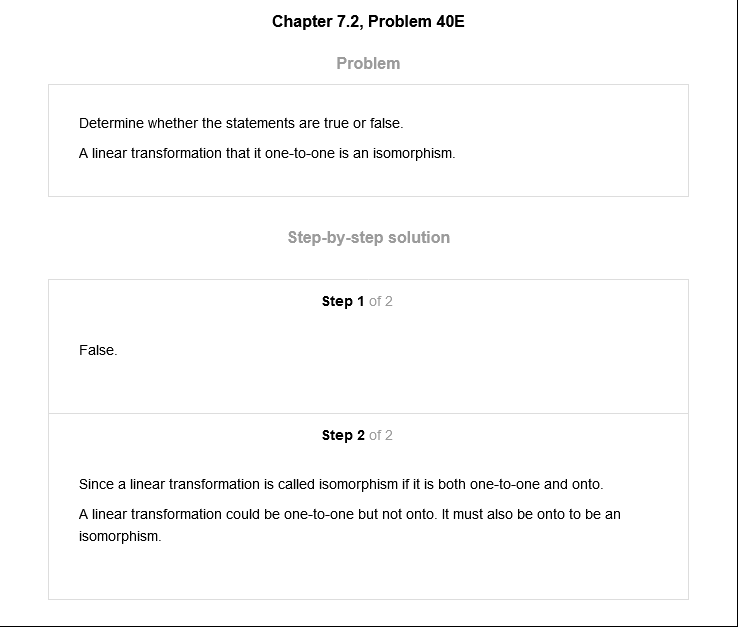 Chapter 7.2, Problem 40E
Problem
Determine whether the statements are true or false.
A linear transformation that it one-to-one is an isomorphism.
Step-by-step solution
Step 1 of 2
False.
Step 2 of 2
Since a linear transformation is called isomorphism if it is both one-to-one and onto.
A linear transformation could be one-to-one but not onto. It must also be onto to be an
isomorphism.